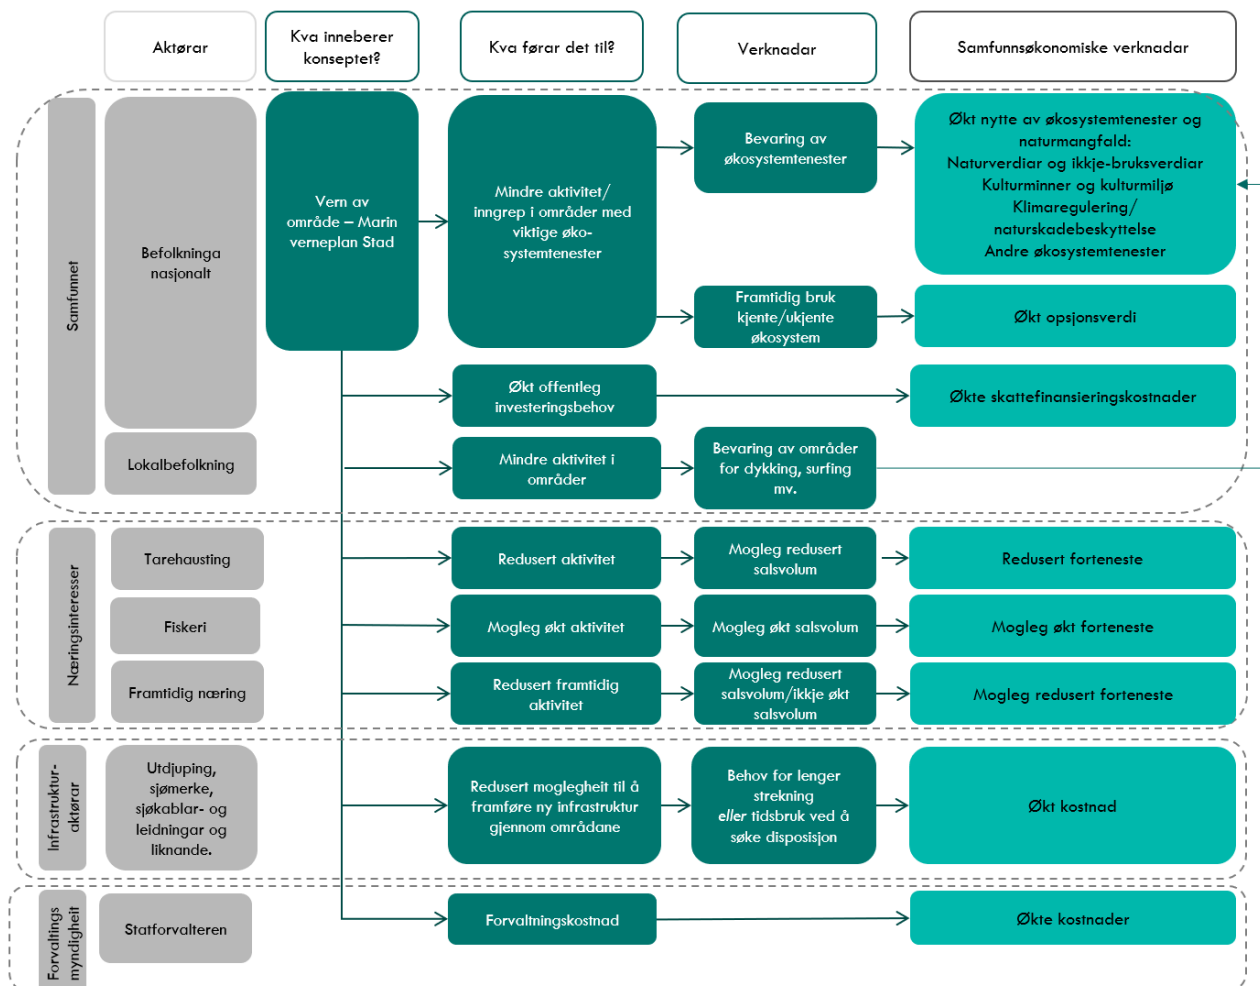 Aktørar
Kva inneberer
konseptet?
Kva førar det til?
Verknadar
Samfunnsøkonomiske verknadar
Samfunnet
Befolkninga
nasjonalt
Vern av
område – Marin
verneplan Stad
Mindre aktivitet/
inngrep i områder med
viktige øko-
systemtenester
Bevaring av
økosystemtenester
Økt nytte av økosystemtenester og
naturmangfald:
Naturverdiar og ikkje-bruksverdiar
Kulturminner og kulturmiljø
Klimaregulering/
naturskadebeskyttelse
Andre økosystemtenester
Framtidig bruk
kjente/ukjente
økosystem
Økt opsjonsverdi
Økt offentleg
investeringsbehov
Økte skattefinansieringskostnader
Lokalbefolkning
Mindre aktivitet i
områder
Bevaring av områder
for dykking, surfing
mv.
Næringsinteresser
Tarehausting
Redusert aktivitet
Mogleg redusert
salsvolum
Redusert forteneste
Fiskeri
Mogleg økt aktivitet
Mogleg økt salsvolum
Mogleg økt forteneste
Framtidig næring
Redusert framtidig
aktivitet
Mogleg redusert
salsvolum/ikkje økt
salsvolum
Mogleg redusert forteneste
Infrastruktur-
aktørar
Utdjuping,
sjømerke,
sjøkablar- og
leidningar og
liknande.
Redusert moglegheit til å
framføre ny infrastruktur
gjennom områdane
Behov for lenger
strekning
eller tidsbruk ved å
søke disposisjon
Økt kostnad
Forvaltings
myndigheit
Statforvalteren
Forvaltningskostnad
Økte kostnader